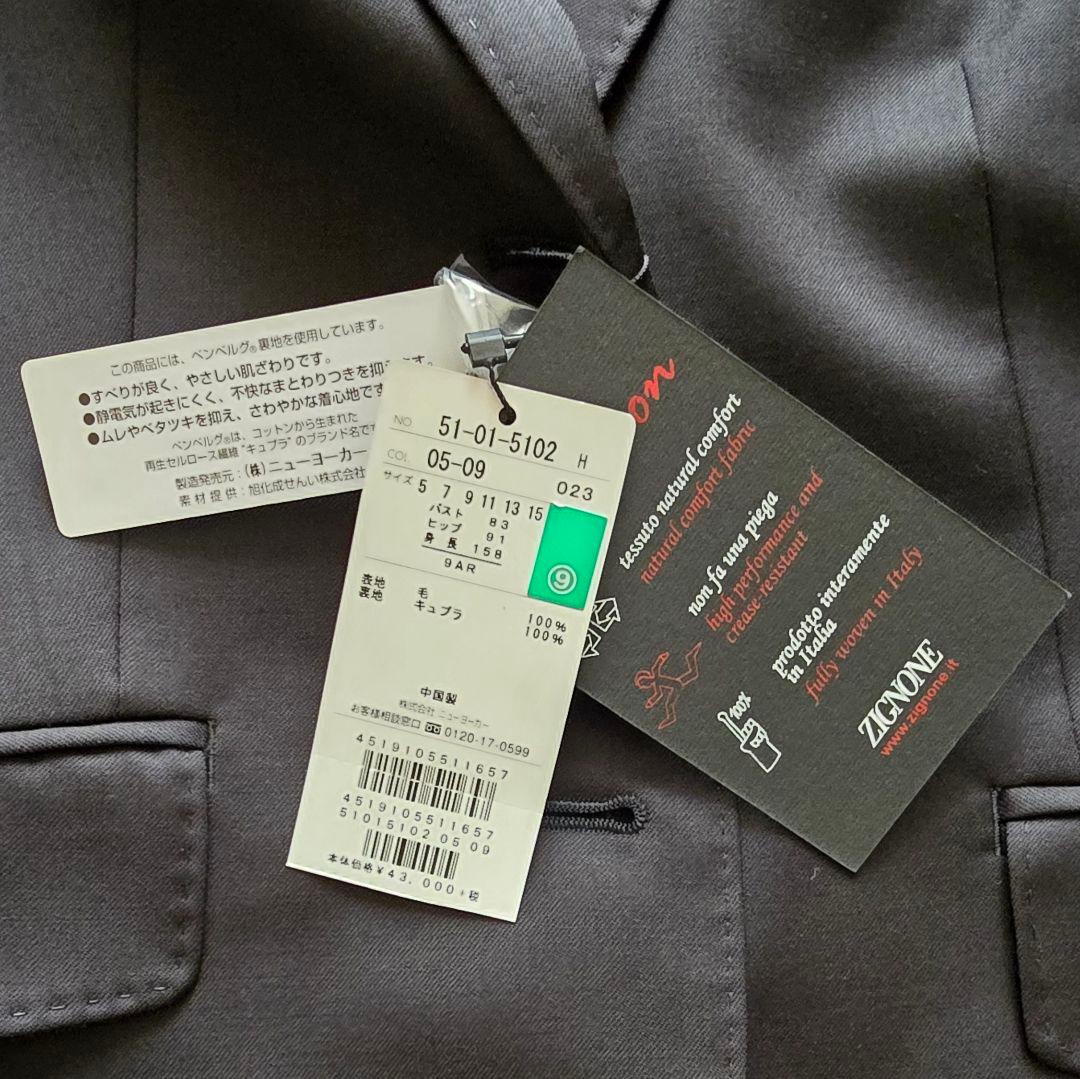 この商品には、ベンベルグ®裏地を使用しています。
●すべりが良く、やさしい肌ざわりです。
●静電気が起きにくく、不快なまとわりつきを抑えます。
●ムレやベタツキを抑え、さわやかな着心地です
ベンベルグ®は、コットンから生まれた
再生セルロース繊維"キュプラ"のブランド名です
製造発売元：(株)ニューヨーカー
素材提供：旭化成せんい株式会社
NO 51-01-5102 H
COL 05-09 023
サイズ 5 7 9 11 13 15
バスト 83
ヒップ 91
身長 158
9AR
⑨
表地 毛 100%
裏地 キュプラ 100%
中国製
株式会社 ニューヨーカー
お客様相談窓口 0120-17-0599
4519105511657
4519105511657
51015102 05 09
本体価格¥43,000+税
on
tessuto natural comfort
natural comfort fabric
non fa una piega
high performance and
crease-resistant
prodotto interamente
in Italia
fully woven in Italy
100%
ZIGNONE
www.zignone.it